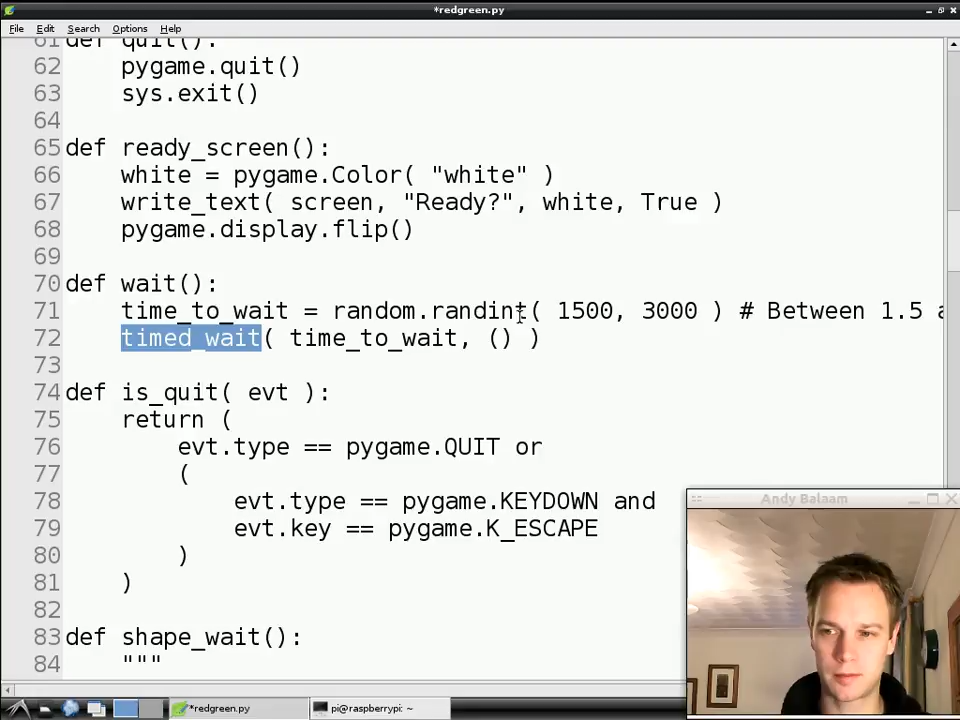 *redgreen.py
File Edit Search Options Help
61 def quit():
62 pygame.quit()
63 sys.exit()
64
65 def ready_screen():
66 white = pygame.Color( "white" )
67 write_text( screen, "Ready?", white, True )
68 pygame.display.flip()
69
70 def wait():
71 time_to_wait = random.randint( 1500, 3000 ) # Between 1.5 a
72 timed_wait( time_to_wait, () )
73
74 def is_quit( evt ):
75 return (
76 evt.type == pygame.QUIT or
77 (
78 evt.type == pygame.KEYDOWN and
79 evt.key == pygame.K_ESCAPE
80 )
81 )
82
83 def shape_wait():
84 """
Andy Balaam
*redgreen.py
pi@raspberrypi: ~